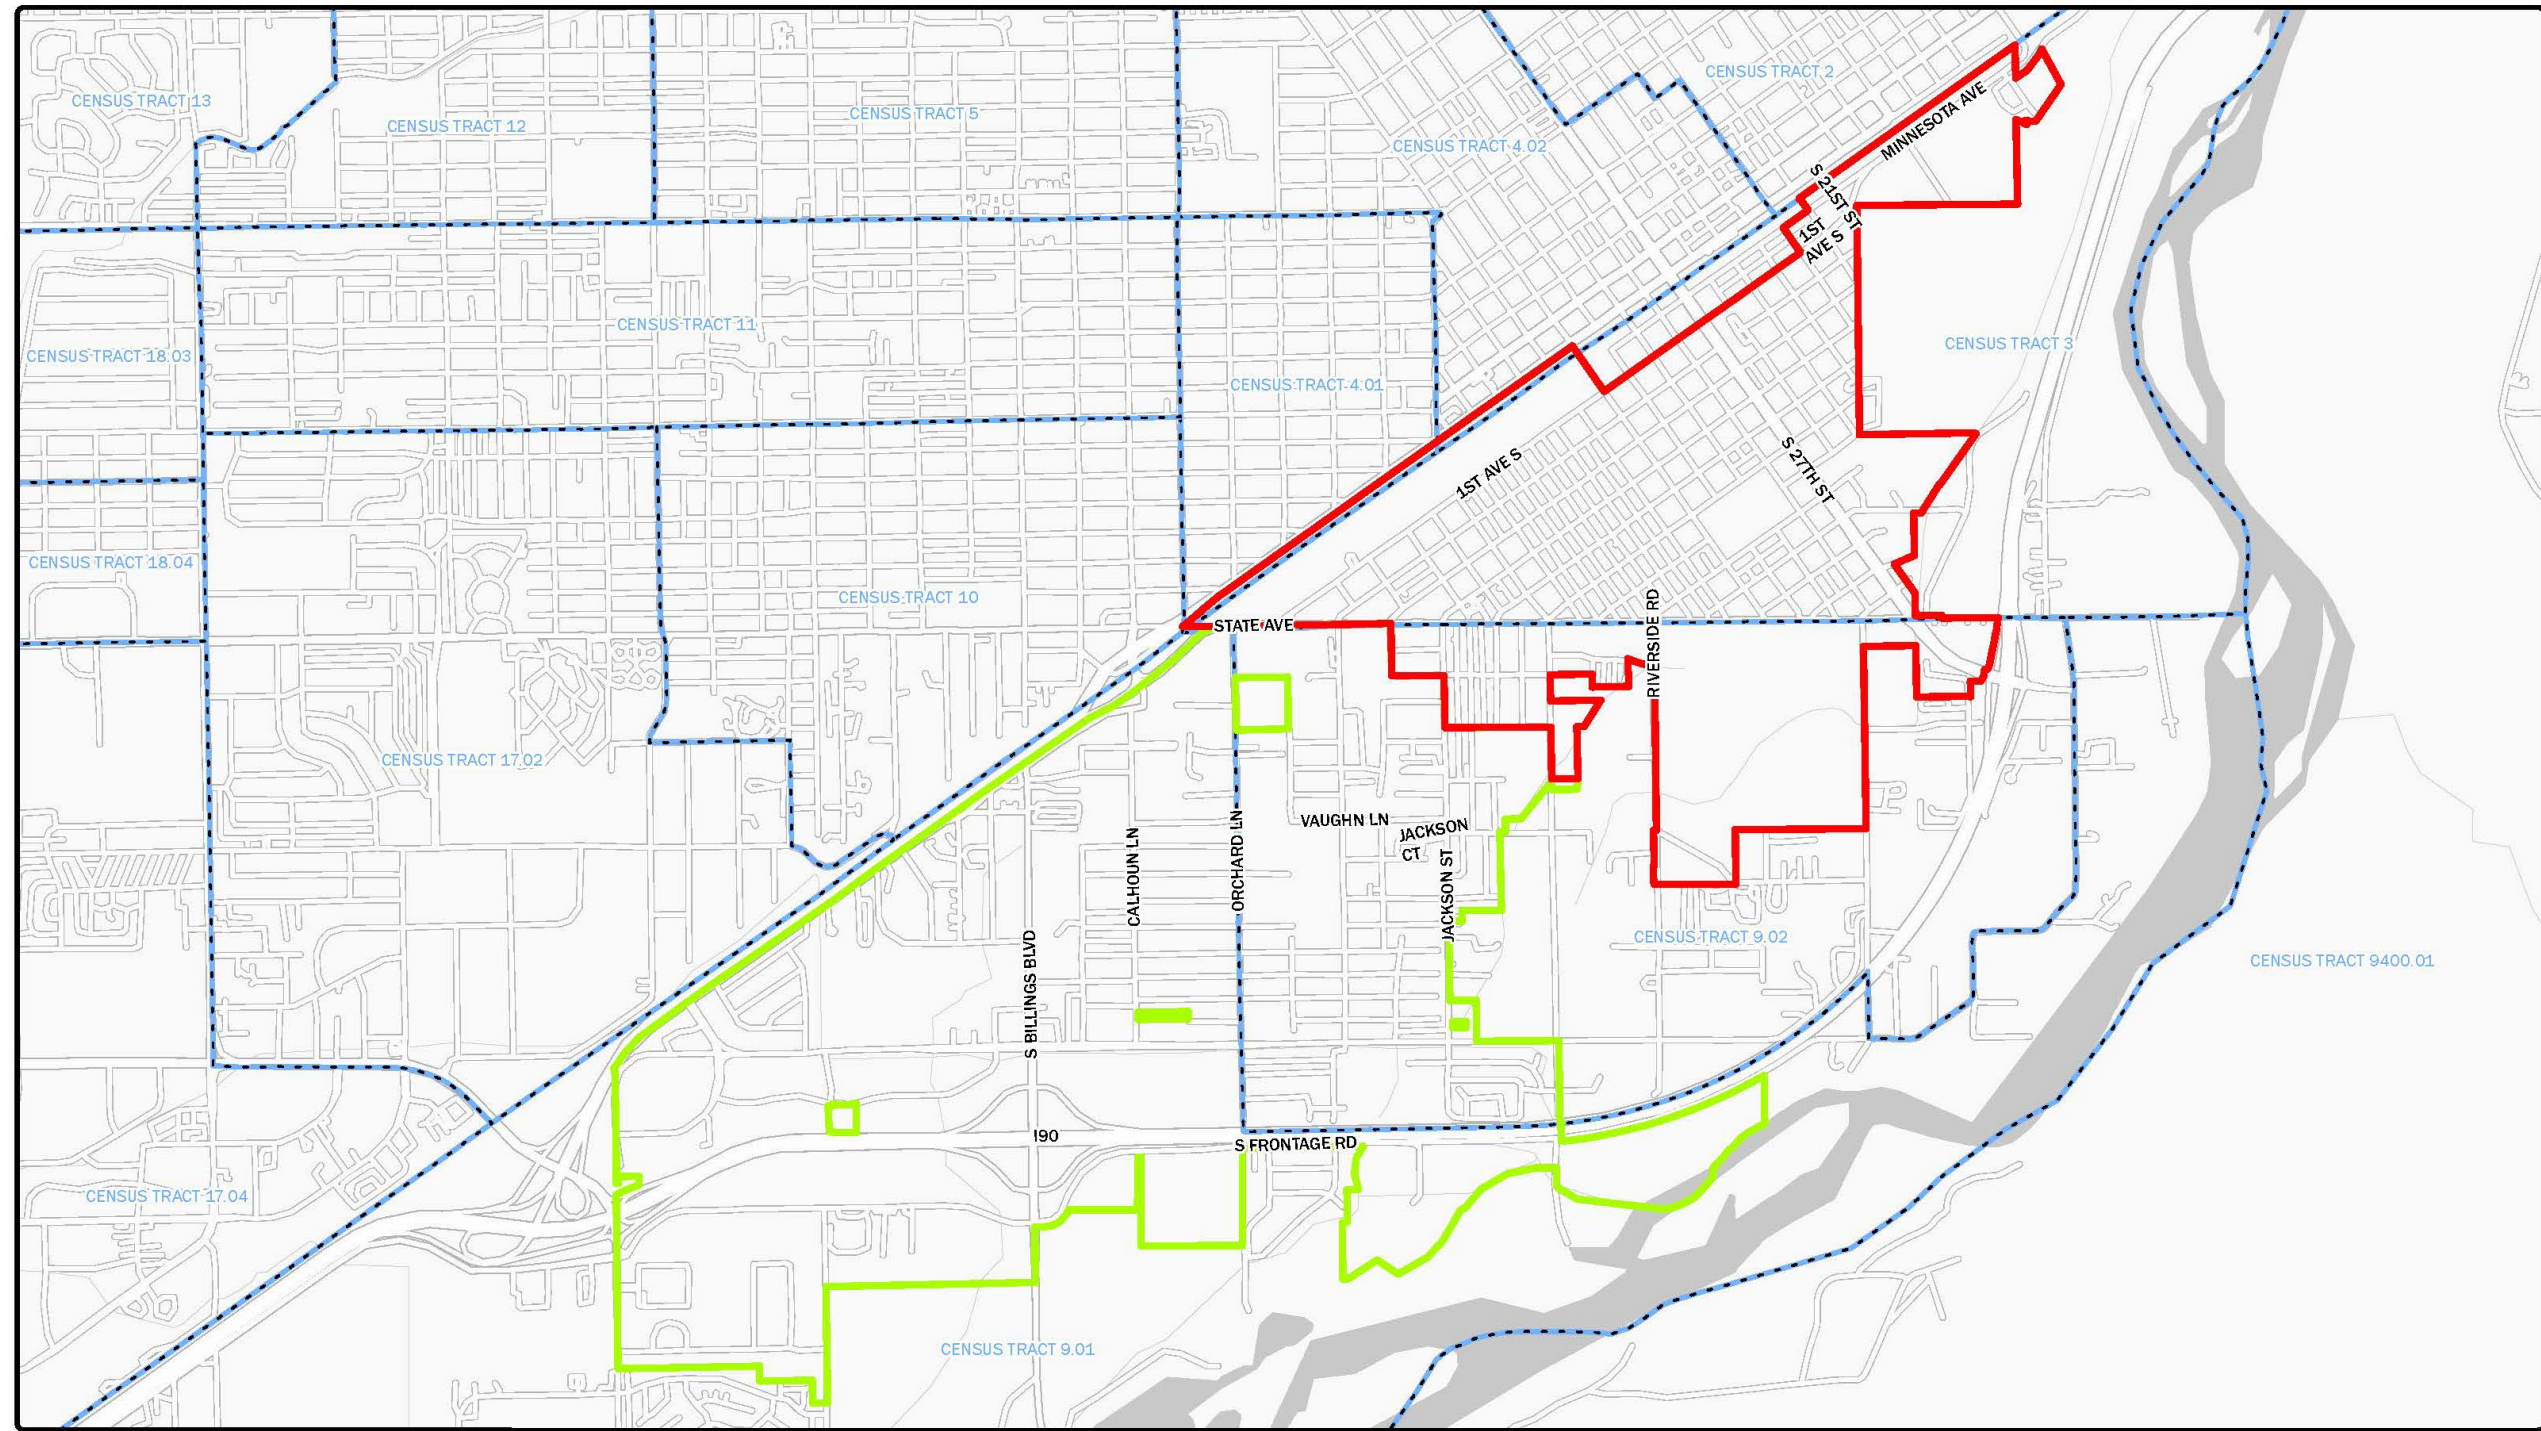 CENSUS TRACT 2
CENSUS TRACT 13
MINNESOTA AVE
CENSUS TRACT 5
CENSUS TRACT 12
CENSUS TRACT 4.02
S 21ST ST
1ST
AVE S
CENSUS TRACT 11
CENSUS TRACT 3
CENSUS TRACT 18.03
CENSUS TRACT 4.01
1ST AVE S
S 27TH ST
CENSUS TRACT 18.04
CENSUS TRACT 10
STATE AVE
RIVERSIDE RD
CENSUS TRACT 17.02
VAUGHN LN
JACKSON
CT
CALHOUN LN
ORCHARD LN
JACKSON ST
CENSUS TRACT 9.02
CENSUS TRACT 9400.01
S BILLINGS BLVD
I90
S FRONTAGE RD
CENSUS TRACT 17.04
CENSUS TRACT 9.01